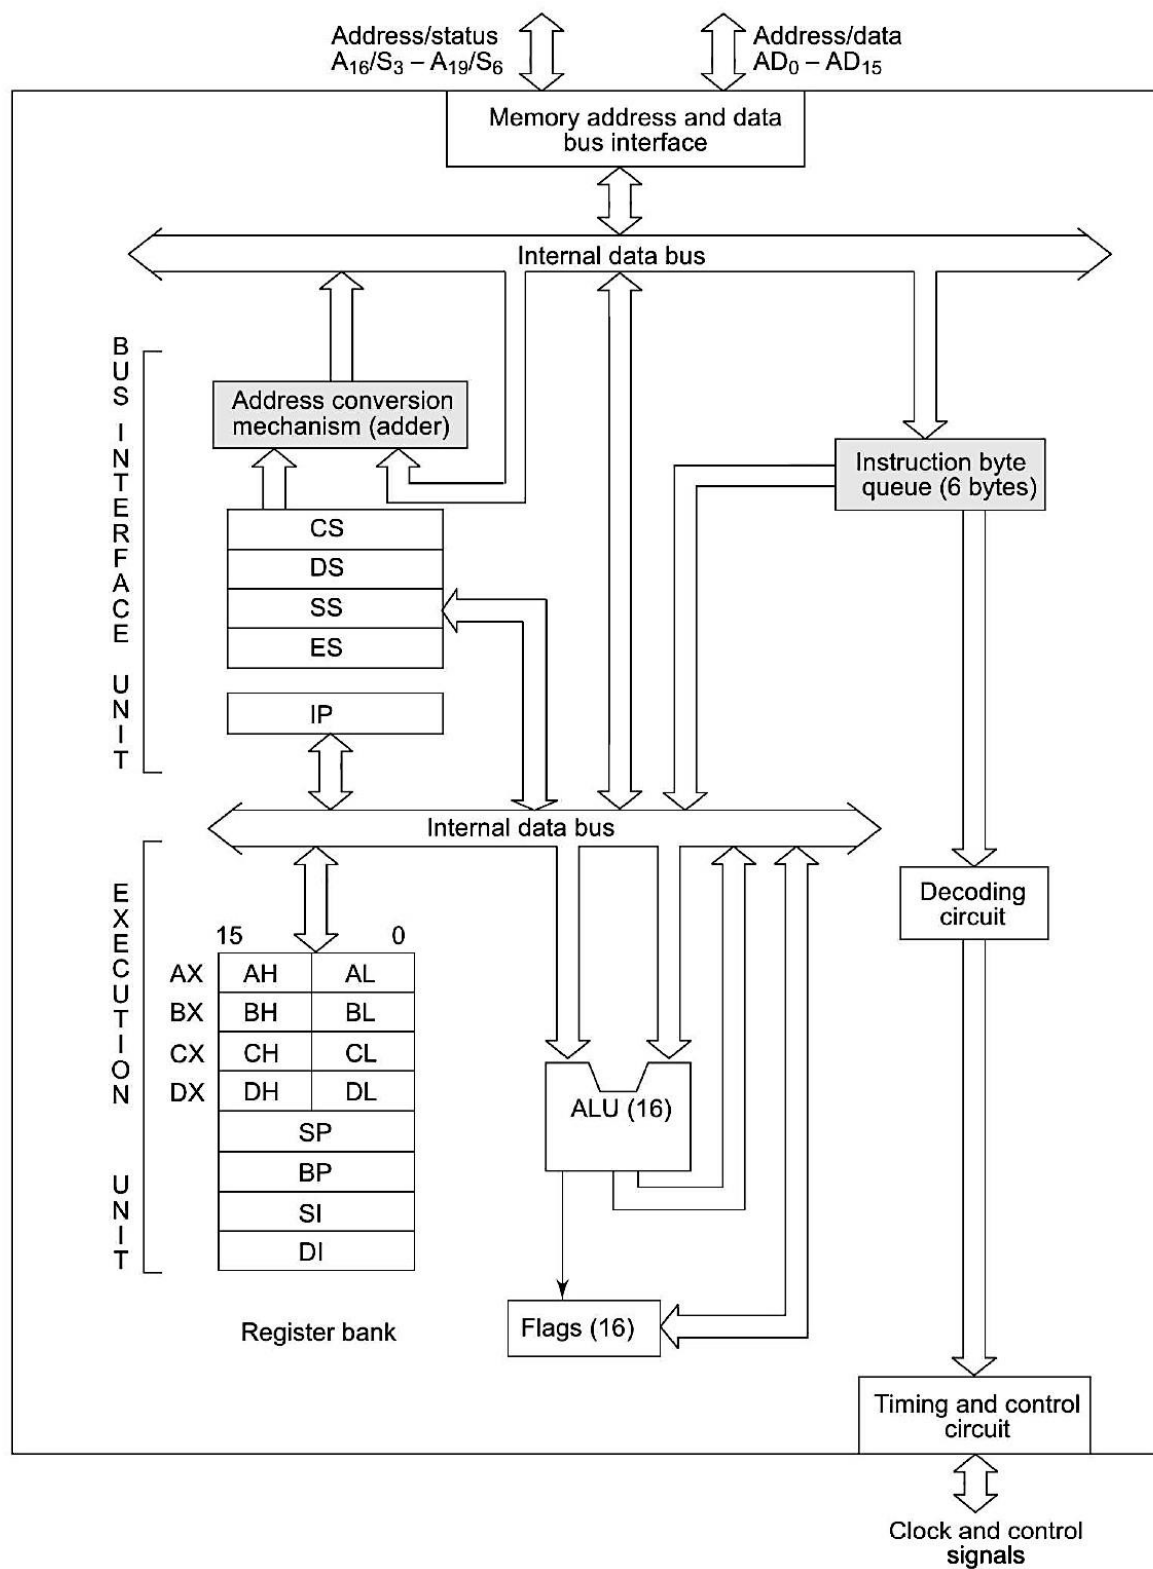 Address/status
A16/S3 – A19/S6
Address/data
AD0 – AD15
Memory address and data
bus interface
Internal data bus
BUS INTERFACE UNIT
Address conversion
mechanism (adder)
Instruction byte
queue (6 bytes)
CS
DS
SS
ES
IP
Internal data bus
EXECUTION UNIT
Decoding
circuit
15 0
AX AH AL
BX BH BL
CX CH CL
DX DH DL
SP
BP
SI
DI
ALU (16)
Flags (16)
Register bank
Timing and control
circuit
Clock and control
signals